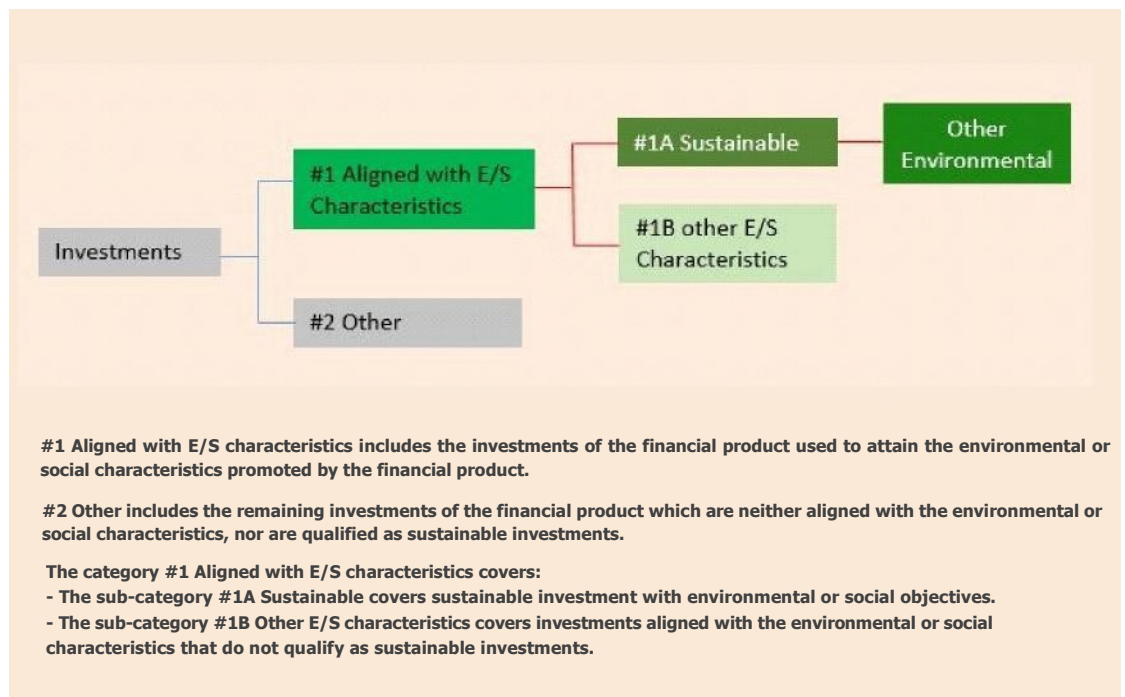 Investments
#1 Aligned with E/S
Characteristics
#2 Other
#1A Sustainable
#1B other E/S
Characteristics
Other
Environmental
#1 Aligned with E/S characteristics includes the investments of the financial product used to attain the environmental or
social characteristics promoted by the financial product.
#2 Other includes the remaining investments of the financial product which are neither aligned with the environmental or
social characteristics, nor are qualified as sustainable investments.
The category #1 Aligned with E/S characteristics covers:
- The sub-category #1A Sustainable covers sustainable investment with environmental or social objectives.
- The sub-category #1B Other E/S characteristics covers investments aligned with the environmental or social
characteristics that do not qualify as sustainable investments.